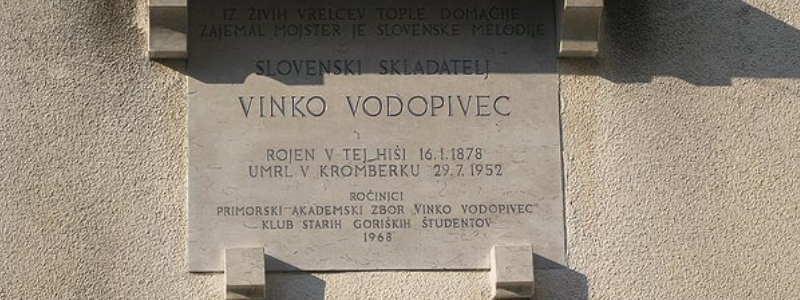 IZ ŽIVIH VRELCEV TOPLE DOMAČIJE
ZAJEMAL MOJSTER JE SLOVENSKE MELODIJE
SLOVENSKI SKLADATELJ
VINKO VODOPIVEC
ROJEN V TEJ HIŠI 16.1.1878
UMRL V KROMBERKU 29.7.1952
ROČINJCI
PRIMORSKI AKADEMSKI ZBOR "VINKO VODOPIVEC"
KLUB STARIH GORIŠKIH ŠTUDENTOV
1968